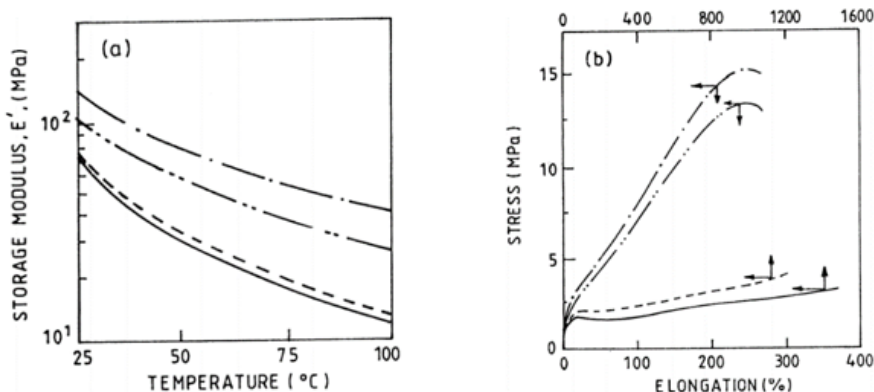 (a)
STORAGE MODULUS, E', (MPa)
10²
10¹
25 50 75 100
TEMPERATURE (°C)
0 400 800 1200 1600
(b)
STRESS (MPa)
15
10
5
0
0 100 200 300 400
ELONGATION (%)